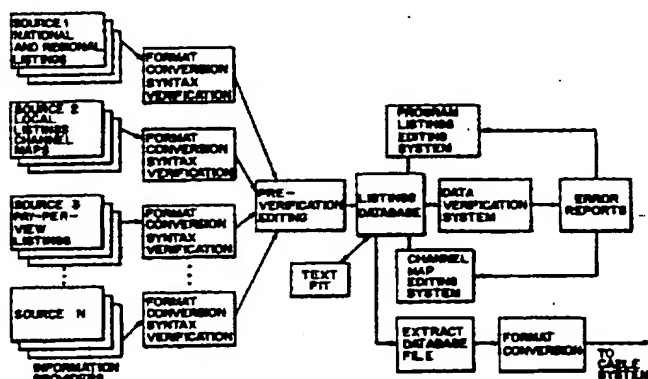 SOURCE 1
NATIONAL
AND REGIONAL
LISTINGS
FORMAT
CONVERSION
SYNTAX
VERIFICATION
SOURCE 2
LOCAL
LISTINGS
CHANNEL
MAPS
FORMAT
CONVERSION
SYNTAX
VERIFICATION
SOURCE 3
PAY-PER-
VIEW
LISTINGS
FORMAT
CONVERSION
SYNTAX
VERIFICATION
SOURCE N
FORMAT
CONVERSION
SYNTAX
VERIFICATION
INFORMATION
PROVIDERS
PRE-
VERIFICATION
EDITING
LISTINGS
DATABASE
TEXT
FIT
PROGRAM
LISTINGS
EDITING
SYSTEM
DATA
VERIFICATION
SYSTEM
ERROR
REPORTS
CHANNEL
MAP
EDITING
SYSTEM
EXTRACT
DATABASE
FILE
FORMAT
CONVERSION
TO
CABLE
SYSTEM